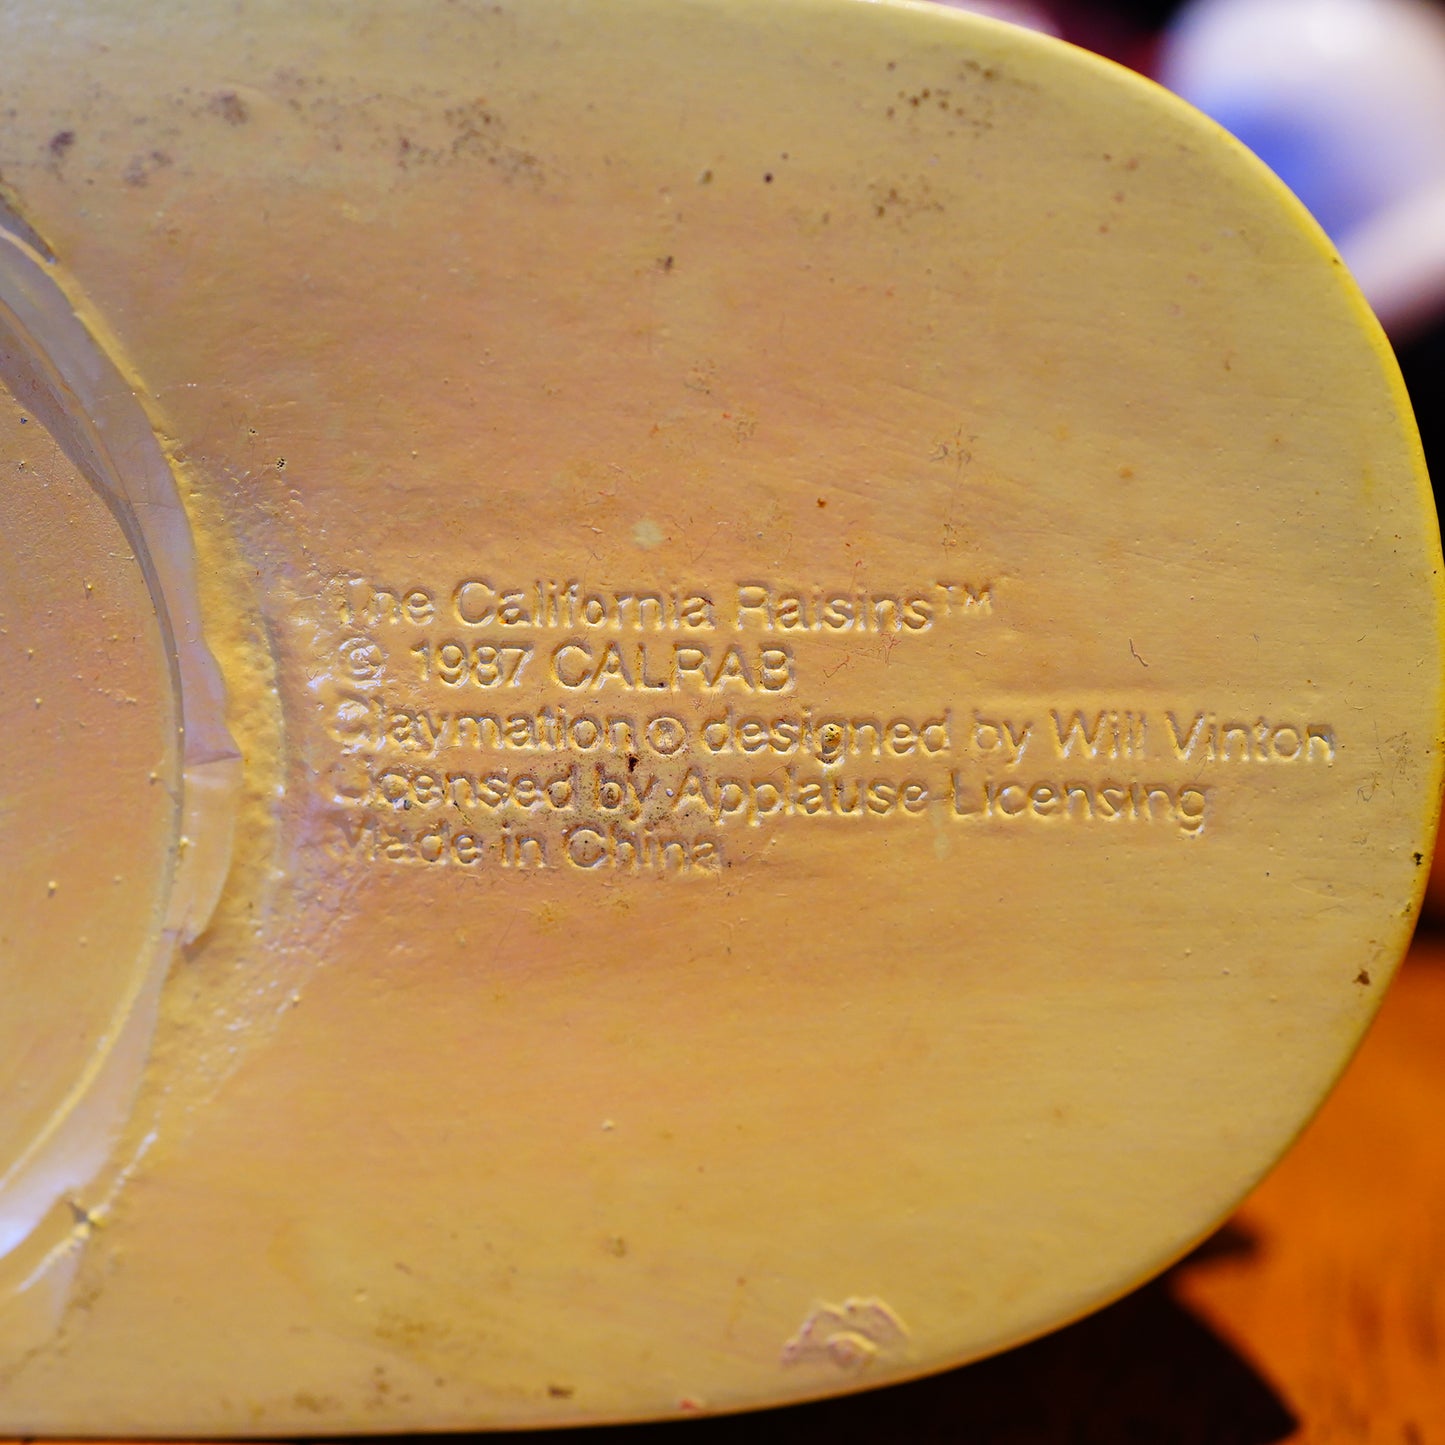 The California Raisins™
© 1987 CALRAB
Claymation® designed by Will Vinton
Licensed by Applause Licensing
Made in China